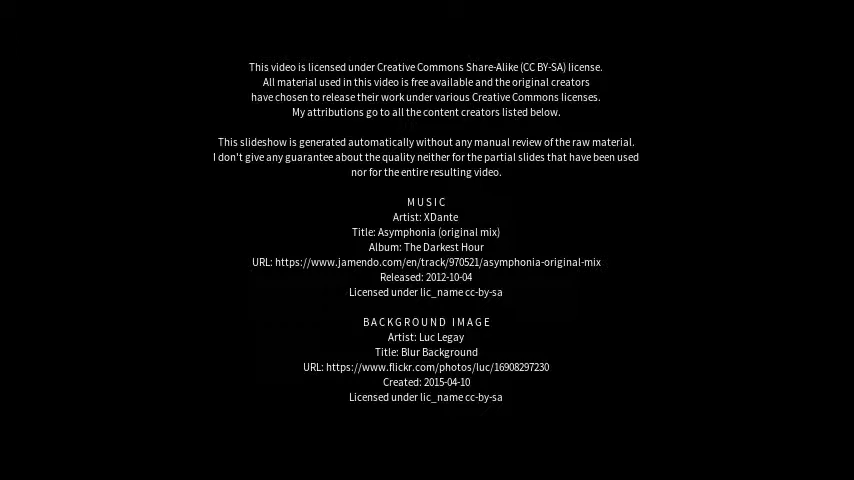 This video is licensed under Creative Commons Share-Alike (CC BY-SA) license.
All material used in this video is free available and the original creators
have chosen to release their work under various Creative Commons licenses.
My attributions go to all the content creators listed below.
This slideshow is generated automatically without any manual review of the raw material.
I don't give any guarantee about the quality neither for the partial slides that have been used
nor for the entire resulting video.
MUSIC
Artist: XDante
Title: Asymphonia (original mix)
Album: The Darkest Hour
URL: https://www.jamendo.com/en/track/970521/asymphonia-original-mix
Released: 2012-10-04
Licensed under lic_name cc-by-sa
BACKGROUND IMAGE
Artist: Luc Legay
Title: Blur Background
URL: https://www.flickr.com/photos/luc/16908297230
Created: 2015-04-10
Licensed under lic_name cc-by-sa